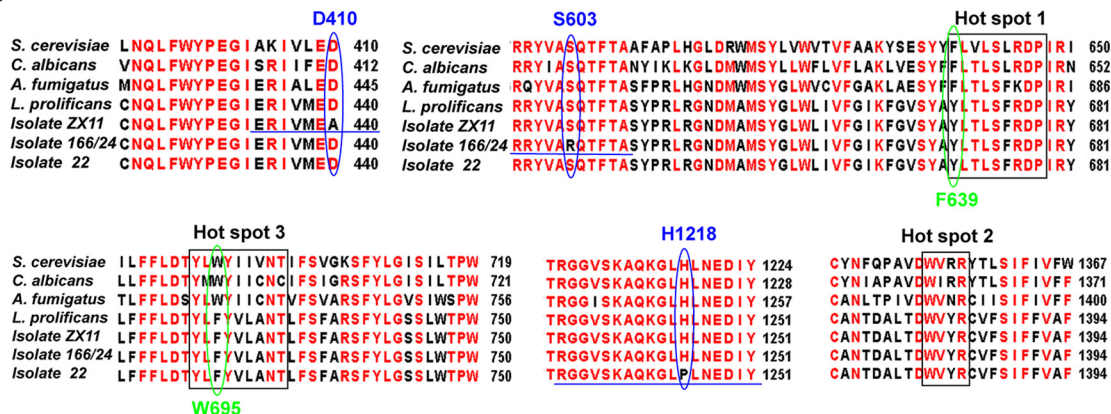 D410
S. cerevisiae LNQLFWYPEGIAKIVLED 410
C. albicans VNQLFWYPEGISRIIFED 412
A. fumigatus MNQLFWYPEGIERIALED 445
L. prolificans CNQLFWYPEGIERIVMED 440
Isolate ZX11 CNQLFWYPEGIERIVMEA 440
Isolate 166/24 CNQLFWYPEGIERIVMED 440
Isolate 22 CNQLFWYPEGIERIVMED 440
S603 Hot spot 1
S. cerevisiae RRYVASQTFTAAFAPLHGLDRWMSYLVWVTVFAAKYSESYYFLVLSLRDPIRI 650
C. albicans RRYIASQTFTANYIKLKGLDMWMSYLLWFLVFLAKLVESYFFLTLSLRDPIRN 652
A. fumigatus RQYVASQTFTASYPRLTGNDMWMSYGLWVCVFGAKLAESYFFLTLSFKDPIRI 686
L. prolificans RRYVASQTFTASYPRLRGNDMAMSYGLWLIVFGIKFGVSYAYLTLSFRDPIRY 681
Isolate ZX11 RRYVASQTFTASYPRLRGNDMAMSYGLWLIVFGIKFGVSYAYLTLSFRDPIRY 681
Isolate 166/24 RRYVARQTFTASYPRLRGNDMAMSYGLWLIVFGIKFGVSYAYLTLSFRDPIRY 681
Isolate 22 RRYVASQTFTASYPRLRGNDMAMSYGLWLIVFGIKFGVSYAYLTLSFRDPIRY 681
F639
Hot spot 3
S. cerevisiae ILFFLDTYLWYIIVNTIFSVGKSFYLGISILTPW 719
C. albicans LFFFLDTYMWYIICNCIFSIGRSFYLGISILTPW 721
A. fumigatus TLFFLDSYLWYIICNTVFSVARSFYLGVSIWSPW 756
L. prolificans LFFFLDTYLFYVLANTLFSFARSFYLGSSLWTPW 750
Isolate ZX11 LFFFLDTYLFYVLANTLFSFARSFYLGSSLWTPW 750
Isolate 166/24 LFFFLDTYLFYVLANTLFSFARSFYLGSSLWTPW 750
Isolate 22 LFFFLDTYLFYVLANTLFSFARSFYLGSSLWTPW 750
W695
H1218
TRGGVSKAQKGLHLNEDIY 1224
TRGGVSKAQKGLHLNEDIY 1228
TRGGISKAQKGLHLNEDIY 1257
TRGGVSKAQKGLHLNEDIY 1251
TRGGVSKAQKGLHLNEDIY 1251
TRGGVSKAQKGLHLNEDIY 1251
TRGGVSKAQKGLPLNEDIY 1251
Hot spot 2
CYNFQPAVDWVRRYTLSIFIVFW 1367
CYNIAPAVDWIRRYTLSIFIVFF 1371
CANLTPIVDWVNRCIISIFIVFF 1400
CANTDALTDWVYRCVFSIFFVAF 1394
CANTDALTDWVYRCVFSIFFVAF 1394
CANTDALTDWVYRCVFSIFFVAF 1394
CANTDALTDWVYRCVFSIFFVAF 1394